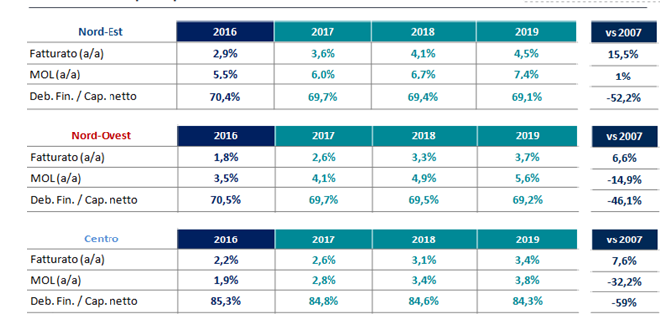 Nord-Est 2016 2017 2018 2019 vs 2007
Fatturato (a/a) 2,9% 3,6% 4,1% 4,5% 15,5%
MOL (a/a) 5,5% 6,0% 6,7% 7,4% 1%
Deb. Fin. / Cap. netto 70,4% 69,7% 69,4% 69,1% -52,2%
Nord-Ovest 2016 2017 2018 2019 vs 2007
Fatturato (a/a) 1,8% 2,6% 3,3% 3,7% 6,6%
MOL (a/a) 3,5% 4,1% 4,9% 5,6% -14,9%
Deb. Fin. / Cap. netto 70,5% 69,7% 69,5% 69,2% -46,1%
Centro 2016 2017 2018 2019 vs 2007
Fatturato (a/a) 2,2% 2,6% 3,1% 3,4% 7,6%
MOL (a/a) 1,9% 2,8% 3,4% 3,8% -32,2%
Deb. Fin. / Cap. netto 85,3% 84,8% 84,6% 84,3% -59%